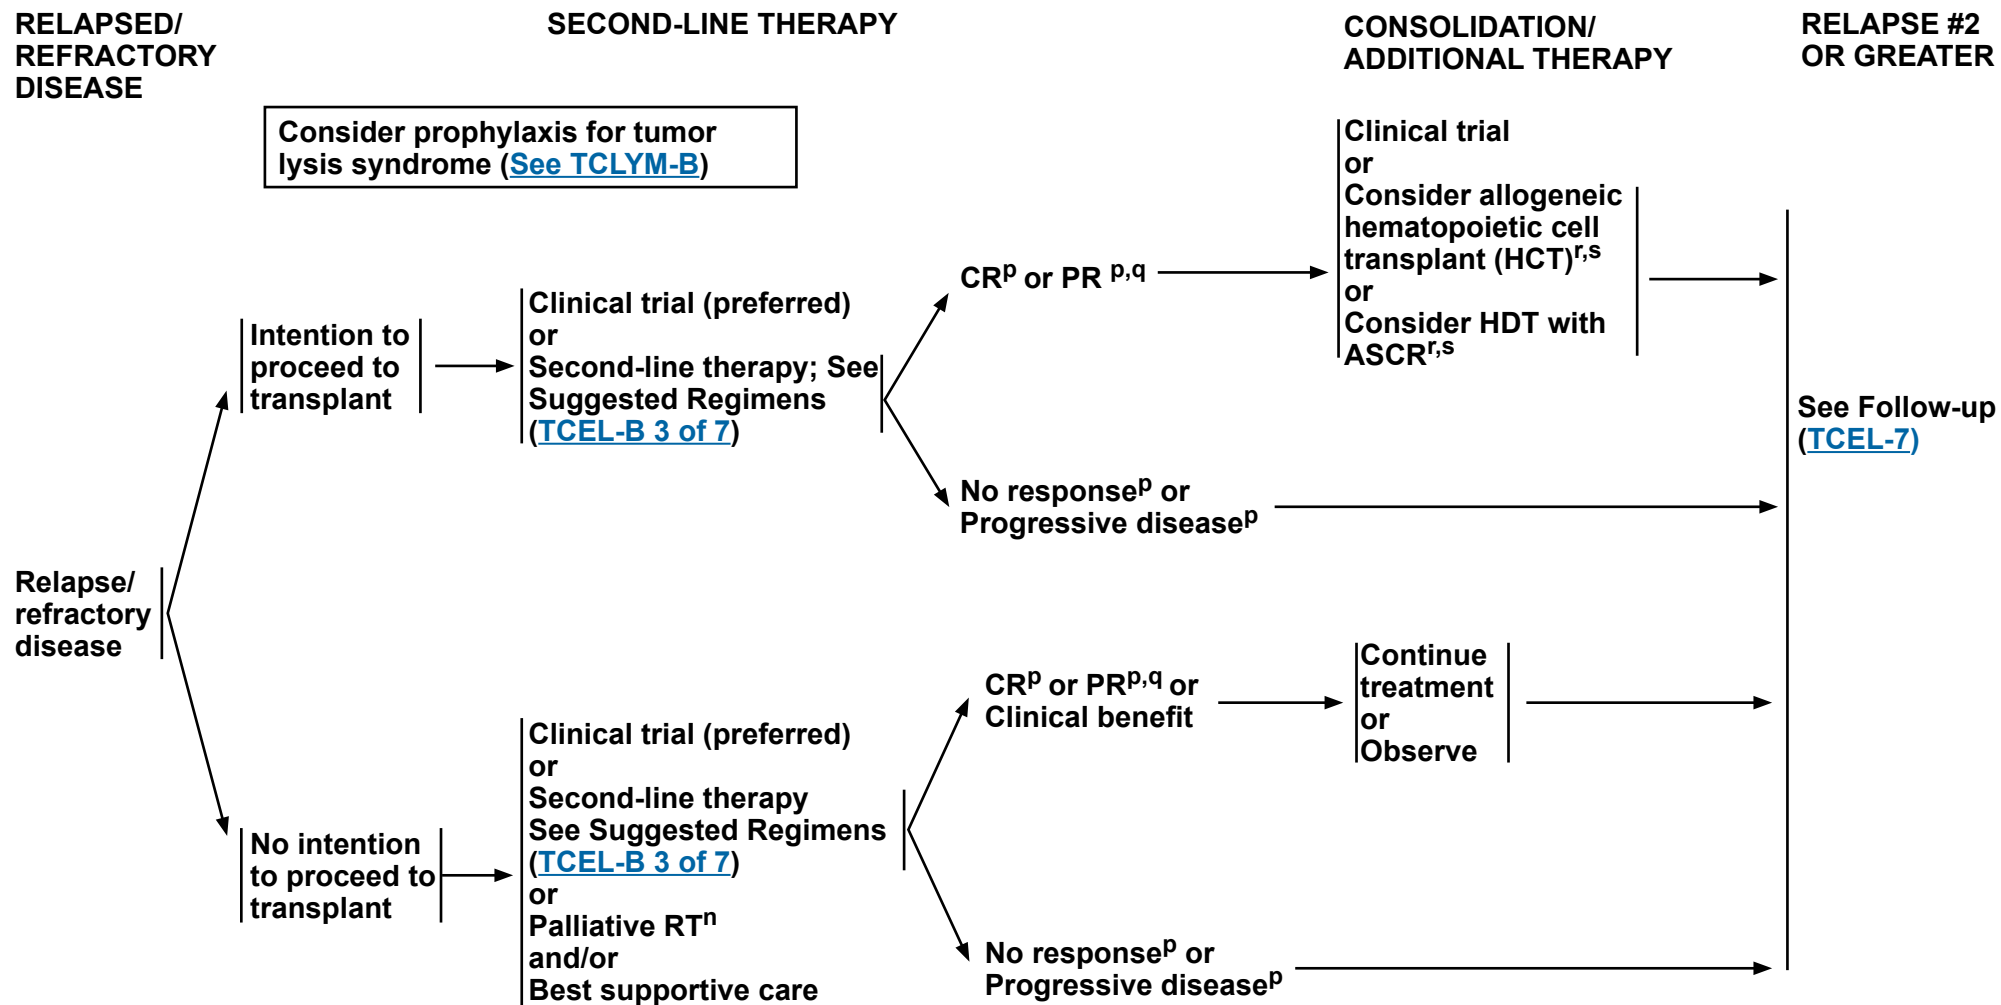 RELAPSED/
REFRACTORY
DISEASE
SECOND-LINE THERAPY
CONSOLIDATION/
ADDITIONAL THERAPY
RELAPSE #2
OR GREATER
Consider prophylaxis for tumor
lysis syndrome (See TCLYM-B)
Relapse/
refractory
disease
Intention to
proceed to
transplant
Clinical trial (preferred)
or
Second-line therapy; See
Suggested Regimens
(TCEL-B 3 of 7)
CRp or PR p,q
Clinical trial
or
Consider allogeneic
hematopoietic cell
transplant (HCT)r,s
or
Consider HDT with
ASCRr,s
No responsep or
Progressive diseasep
See Follow-up
(TCEL-7)
No intention
to proceed to
transplant
Clinical trial (preferred)
or
Second-line therapy
See Suggested Regimens
(TCEL-B 3 of 7)
or
Palliative RTn
and/or
Best supportive care
CRp or PRp,q or
Clinical benefit
Continue
treatment
or
Observe
No responsep or
Progressive diseasep